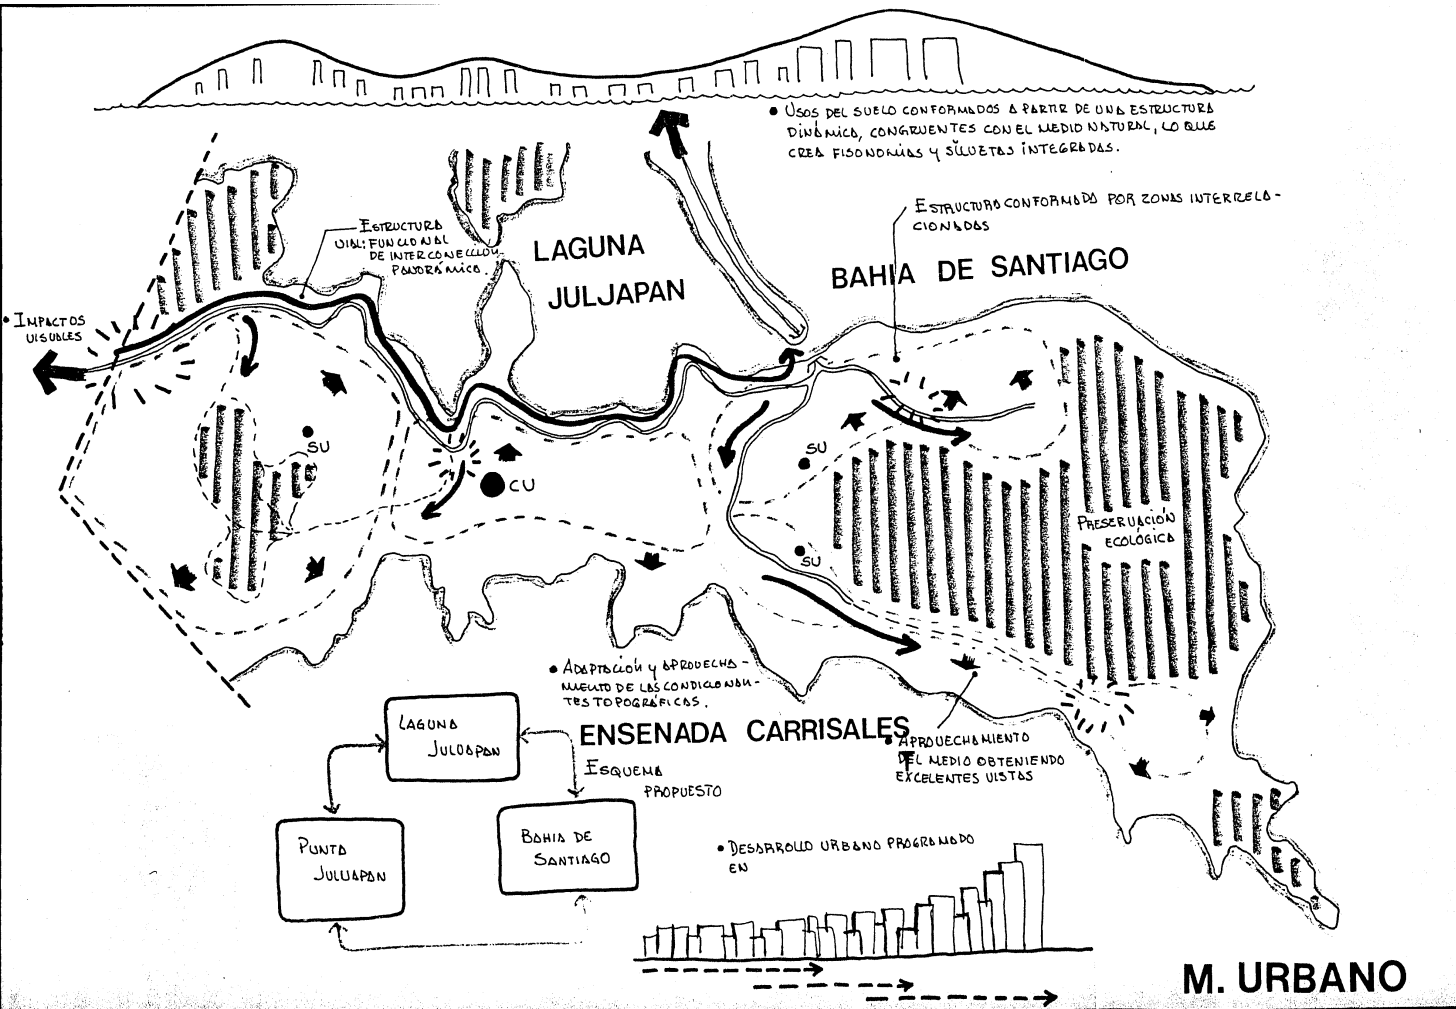 • USOS DEL SUELO CONFORMADOS A PARTIR DE UNA ESTRUCTURA
DINÁMICA, CONGRUENTES CON EL MEDIO NATURAL, LO QUE
CREA FISONOMIAS Y SILUETAS INTEGRADAS.
ESTRUCTURA CONFORMADA POR ZONAS INTERRELA-
CIONADAS
ESTRUCTURA
VIAL; FUNCIONAL
DE INTERCONECCION
PANORÁMICA.
LAGUNA
JULJAPAN
BAHIA DE SANTIAGO
• IMPACTOS
VISUALES
SU
CU
SU
SU
PRESERVACIÓN
ECOLÓGICA
• ADAPTACIÓN Y APROVECHA-
MIENTO DE LAS CONDICIONAN-
TES TOPOGRÁFICAS.
ENSENADA CARRISALES
• APROVECHAMIENTO
DEL MEDIO OBTENIENDO
EXCELENTES VISTAS
LAGUNA
JULUAPAN
ESQUEMA
PROPUESTO
PUNTA
JULUAPAN
BAHIA DE
SANTIAGO
• DESARROLLO URBANO PROGRAMADO
EN
M. URBANO